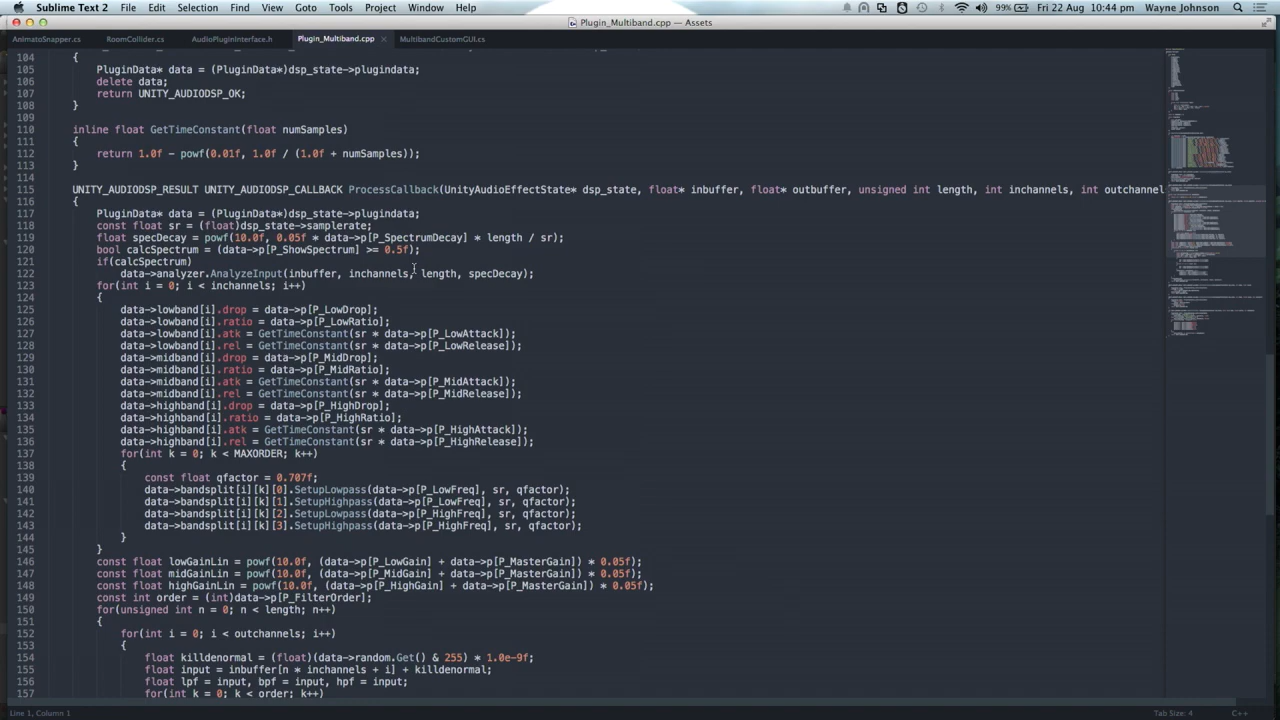 Sublime Text 2 File Edit Selection Find View Goto Tools Project Window Help 99% Fri 22 Aug 10:44 pm Wayne Johnson
Plugin_Multiband.cpp — Assets
AnimatoSnapper.cs RoomCollider.cs AudioPluginInterface.h Plugin_Multiband.cpp × MultibandCustomGUI.cs
104 {
105 PluginData* data = (PluginData*)dsp_state->plugindata;
106 delete data;
107 return UNITY_AUDIODSP_OK;
108 }
109
110 inline float GetTimeConstant(float numSamples)
111 {
112 return 1.0f - powf(0.01f, 1.0f / (1.0f + numSamples));
113 }
114
115 UNITY_AUDIODSP_RESULT UNITY_AUDIODSP_CALLBACK ProcessCallback(UnityAudioEffectState* dsp_state, float* inbuffer, float* outbuffer, unsigned int length, int inchannels, int outchannel
116 {
117 PluginData* data = (PluginData*)dsp_state->plugindata;
118 const float sr = (float)dsp_state->samplerate;
119 float specDecay = powf(10.0f, 0.05f * data->p[P_SpectrumDecay] * length / sr);
120 bool calcSpectrum = (data->p[P_ShowSpectrum] >= 0.5f);
121 if(calcSpectrum)
122 data->analyzer.AnalyzeInput(inbuffer, inchannels, length, specDecay);
123 for(int i = 0; i < inchannels; i++)
124 {
125 data->lowband[i].drop = data->p[P_LowDrop];
126 data->lowband[i].ratio = data->p[P_LowRatio];
127 data->lowband[i].atk = GetTimeConstant(sr * data->p[P_LowAttack]);
128 data->lowband[i].rel = GetTimeConstant(sr * data->p[P_LowRelease]);
129 data->midband[i].drop = data->p[P_MidDrop];
130 data->midband[i].ratio = data->p[P_MidRatio];
131 data->midband[i].atk = GetTimeConstant(sr * data->p[P_MidAttack]);
132 data->midband[i].rel = GetTimeConstant(sr * data->p[P_MidRelease]);
133 data->highband[i].drop = data->p[P_HighDrop];
134 data->highband[i].ratio = data->p[P_HighRatio];
135 data->highband[i].atk = GetTimeConstant(sr * data->p[P_HighAttack]);
136 data->highband[i].rel = GetTimeConstant(sr * data->p[P_HighRelease]);
137 for(int k = 0; k < MAXORDER; k++)
138 {
139 const float qfactor = 0.707f;
140 data->bandsplit[i][k][0].SetupLowpass(data->p[P_LowFreq], sr, qfactor);
141 data->bandsplit[i][k][1].SetupHighpass(data->p[P_LowFreq], sr, qfactor);
142 data->bandsplit[i][k][2].SetupLowpass(data->p[P_HighFreq], sr, qfactor);
143 data->bandsplit[i][k][3].SetupHighpass(data->p[P_HighFreq], sr, qfactor);
144 }
145 }
146 const float lowGainLin = powf(10.0f, (data->p[P_LowGain] + data->p[P_MasterGain]) * 0.05f);
147 const float midGainLin = powf(10.0f, (data->p[P_MidGain] + data->p[P_MasterGain]) * 0.05f);
148 const float highGainLin = powf(10.0f, (data->p[P_HighGain] + data->p[P_MasterGain]) * 0.05f);
149 const int order = (int)data->p[P_FilterOrder];
150 for(unsigned int n = 0; n < length; n++)
151 {
152 for(int i = 0; i < outchannels; i++)
153 {
154 float killdenormal = (float)(data->random.Get() & 255) * 1.0e-9f;
155 float input = inbuffer[n * inchannels + i] + killdenormal;
156 float lpf = input, bpf = input, hpf = input;
157 for(int k = 0; k < order; k++)
Line 1, Column 1 Tab Size: 4 C++